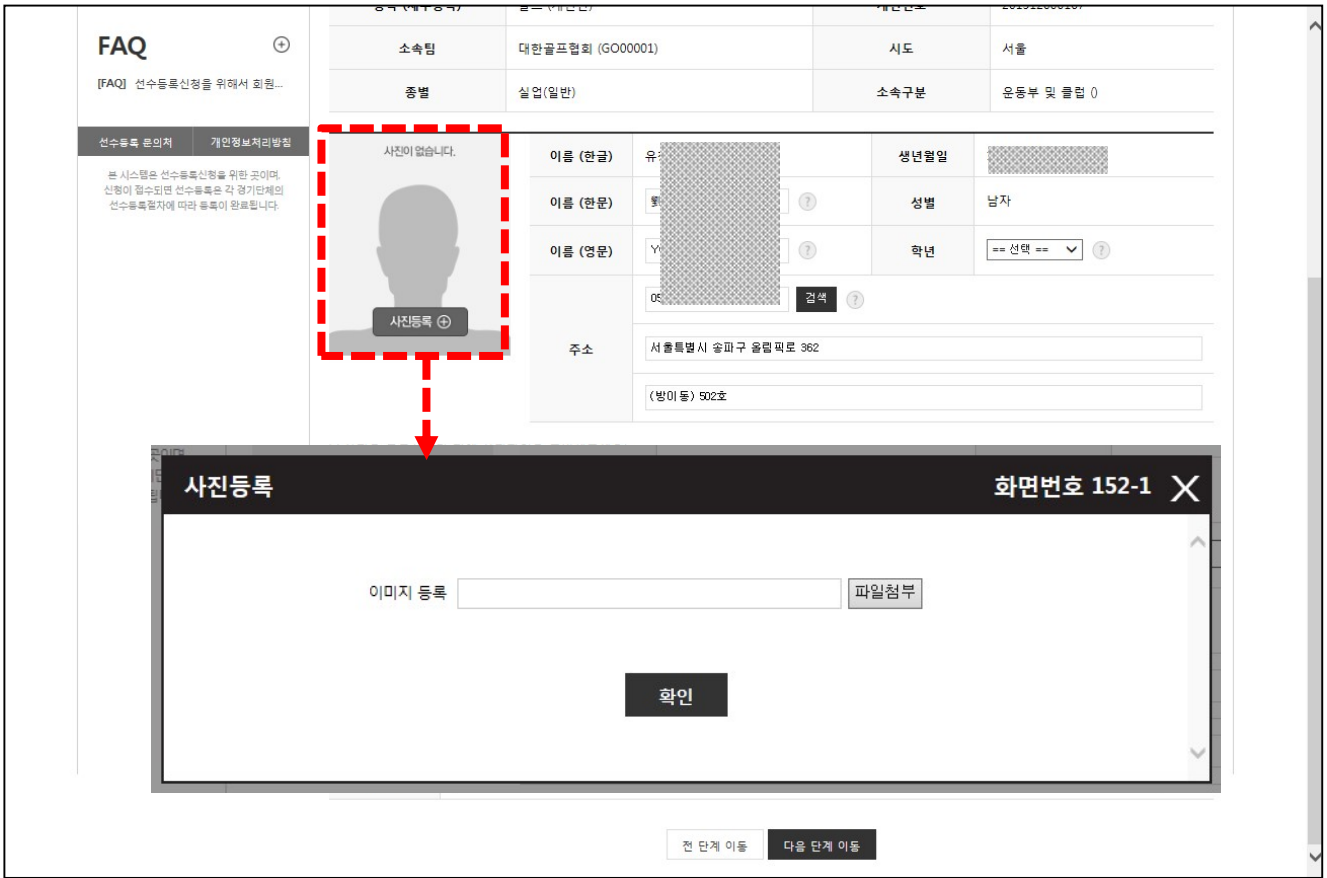 FAQ
[FAQ] 선수등록신청을 위해서 회원...
선수등록 문의처 개인정보처리방침
본 시스템은 선수등록신청을 위한 곳이며,
신청이 접수되면 선수등록은 각 경기단체의
선수등록절차에 따라 등록이 완료됩니다.
소속팀 대한골프협회 (GO00001) 시도 서울
종별 실업(일반) 소속구분 운동부 및 클럽 ()
사진이 없습니다.
사진등록
이름 (한글) 유 생년월일
이름 (한문) ? 성별 남자
이름 (영문) Y ? 학년 == 선택 == ?
05 검색 ?
주소 서울특별시 송파구 올림픽로 362
(방이동) 502호
사진등록 화면번호 152-1 X
이미지 등록 파일첨부
확인
전 단계 이동 다음 단계 이동